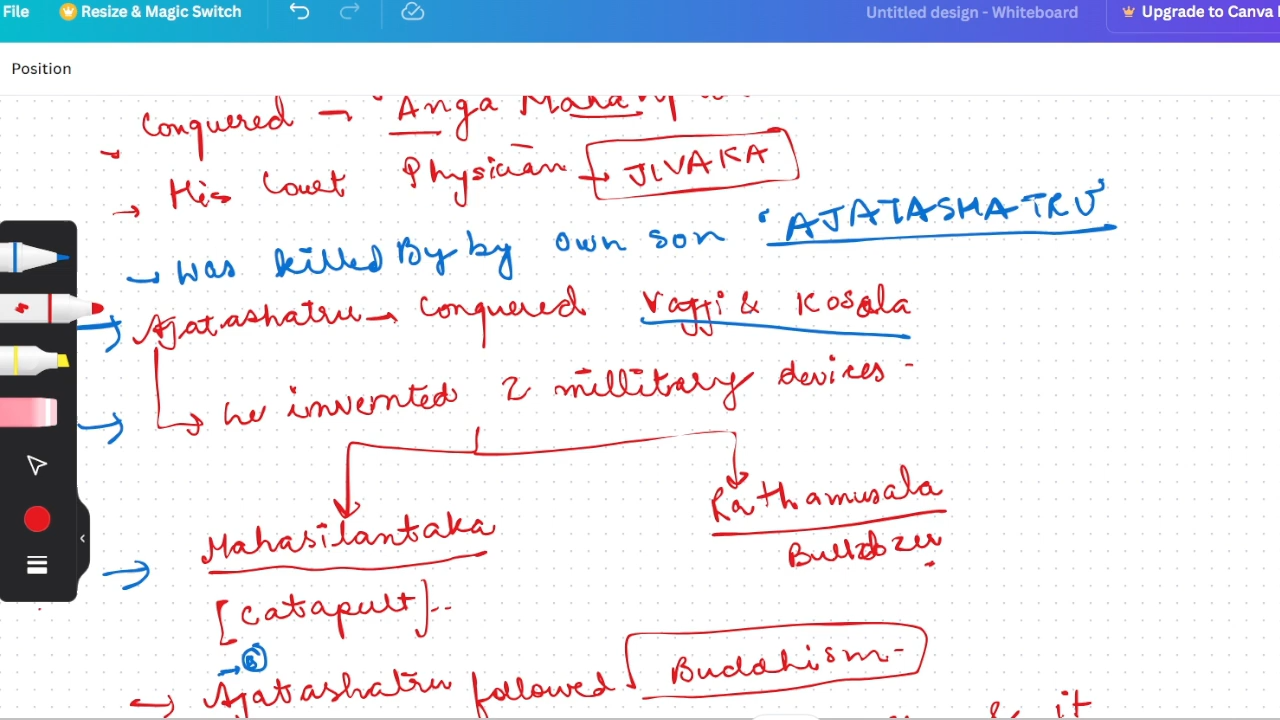 File Resize & Magic Switch Untitled design - Whiteboard Upgrade to Canva
Position
Conquered → "Anga
→ His Court Physician → JIVAKA
→ was killed By by own son 'AJATASHATRU'
→ Ajatashatru → Conquered Vajji & Kosala
→ he invernted 2 millitary devices -
Mahasilantaka
Rathamusala
Bulldozer
[Catapult]--
→ Ajatashatru followed Buddhism-
& it